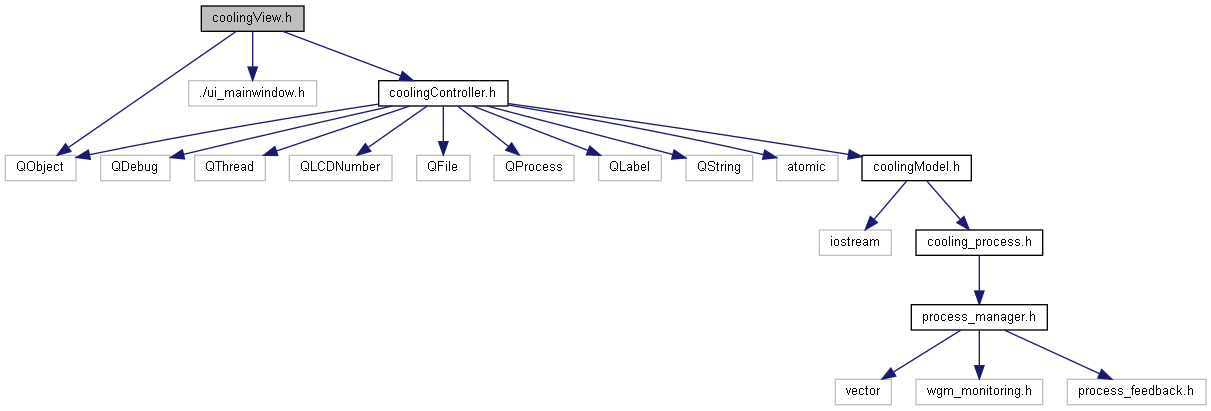 coolingView.h
./ui_mainwindow.h
coolingController.h
QObject
QDebug
QThread
QLCDNumber
QFile
QProcess
QLabel
QString
atomic
coolingModel.h
iostream
cooling_process.h
process_manager.h
vector
wgm_monitoring.h
process_feedback.h